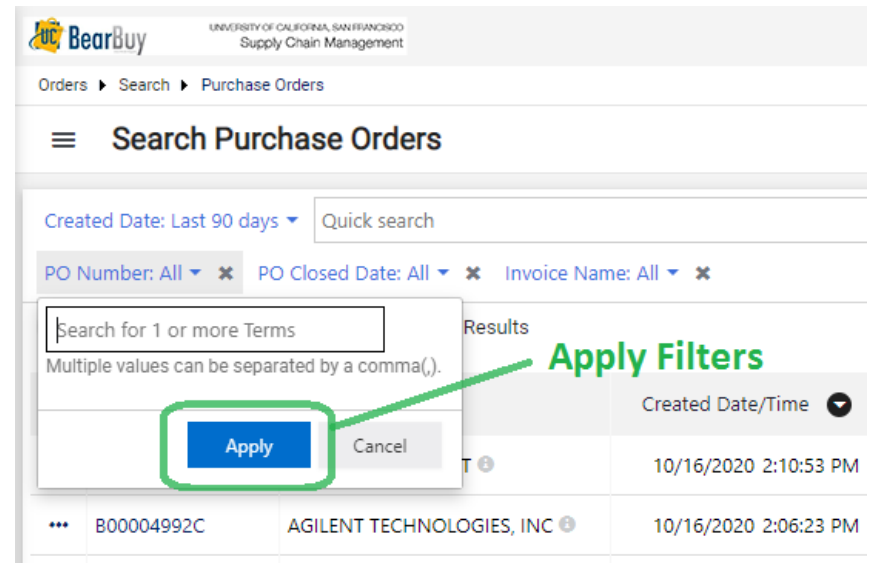 UC BearBuy
UNIVERSITY OF CALIFORNIA, SAN FRANCISCO
Supply Chain Management
Orders Search Purchase Orders
Search Purchase Orders
Created Date: Last 90 days Quick search
PO Number: All PO Closed Date: All Invoice Name: All
Search for 1 or more Terms
Results
Multiple values can be separated by a comma(,).
Apply Filters
Created Date/Time
Apply Cancel
T 10/16/2020 2:10:53 PM
B00004992C AGILENT TECHNOLOGIES, INC 10/16/2020 2:06:23 PM